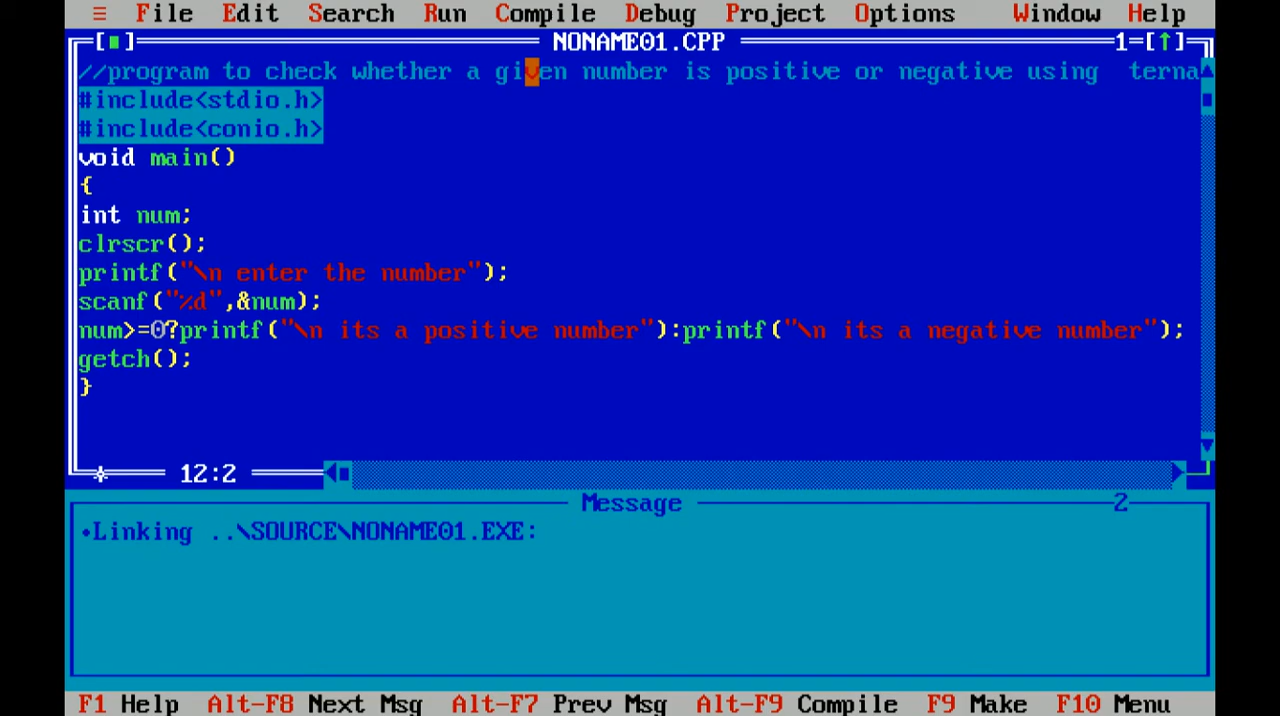 ≡ File Edit Search Run Compile Debug Project Options Window Help
[■] NONAME01.CPP 1=[↑]
//program to check whether a given number is positive or negative using  terna
#include<stdio.h>
#include<conio.h>
void main()
{
int num;
clrscr();
printf("\n enter the number");
scanf("%d",&num);
num>=0?printf("\n its a positive number"):printf("\n its a negative number");
getch();
}
12:2
Message 2
•Linking ..\SOURCE\NONAME01.EXE:
F1 Help Alt-F8 Next Msg Alt-F7 Prev Msg Alt-F9 Compile F9 Make F10 Menu